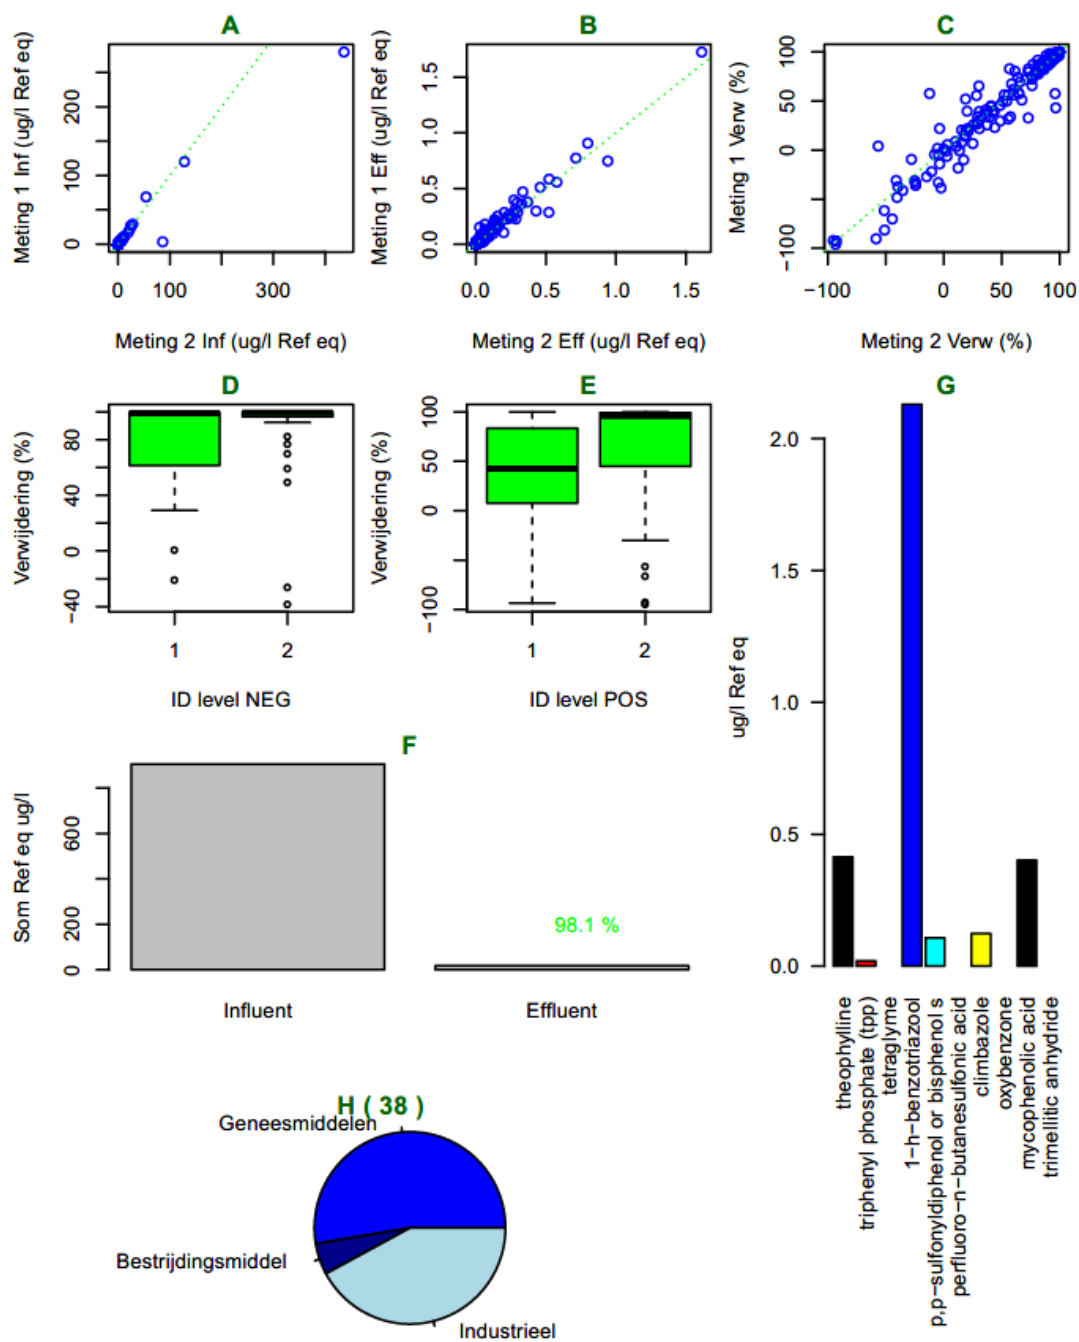 A
Meting 1 Inf (ug/l Ref eq)
0 100 200
0 100 300
Meting 2 Inf (ug/l Ref eq)
B
Meting 1 Eff (ug/l Ref eq)
0.0 0.5 1.0 1.5
0.0 0.5 1.0 1.5
Meting 2 Eff (ug/l Ref eq)
C
Meting 1 Verw (%)
−100 0 50 100
−100 0 50 100
Meting 2 Verw (%)
D
Verwijdering (%)
−40 0 40 80
1 2
ID level NEG
E
Verwijdering (%)
−100 0 50 100
1 2
ID level POS
F
Som Ref eq ug/l
0 200 600
98.1 %
Influent Effluent
G
ug/l Ref eq
0.0 0.5 1.0 1.5 2.0
theophylline
triphenyl phosphate (tpp)
tetraglyme
1−h−benzotriazool
p,p−sulfonyldiphenol or bisphenol s
perfluoro−n−butanesulfonic acid
climbazole
oxybenzone
mycophenolic acid
trimellitic anhydride
H ( 38 )
Geneesmiddelen
Bestrijdingsmiddel
Industrieel